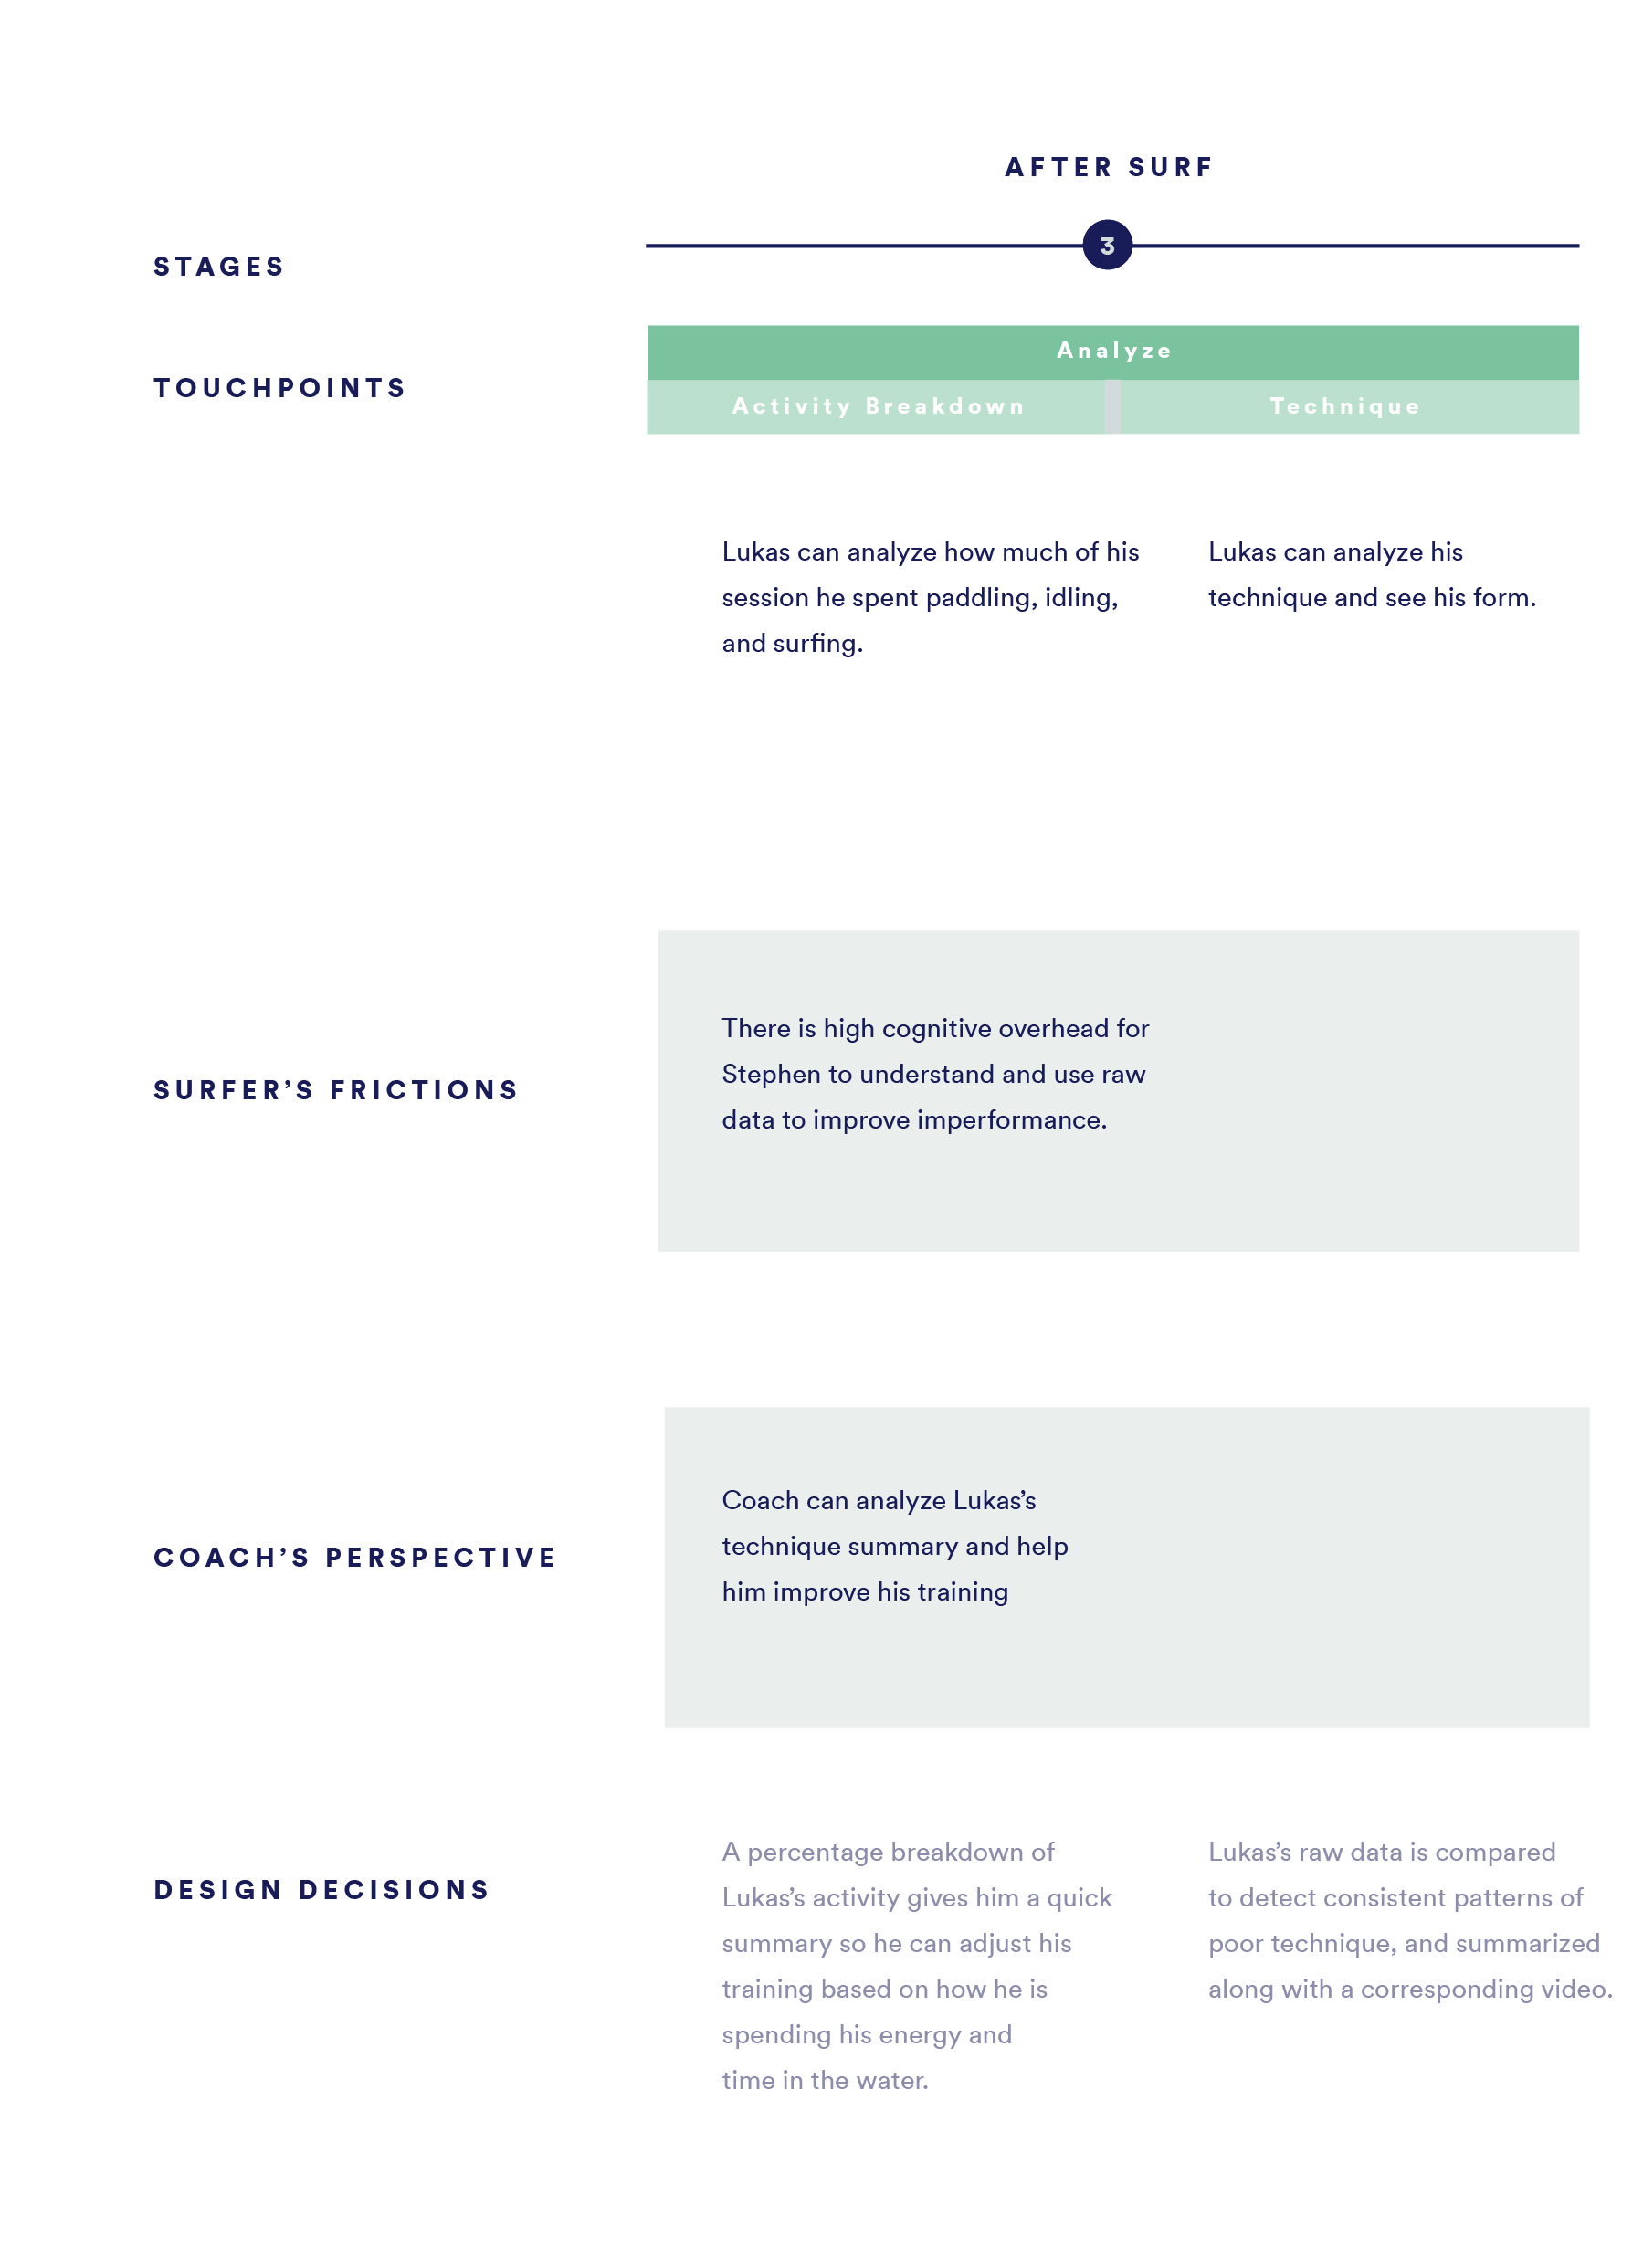 AFTER SURF
STAGES
3
TOUCHPOINTS
Analyze
Activity Breakdown
Technique
Lukas can analyze how much of his
session he spent paddling, idling,
and surfing.
Lukas can analyze his
technique and see his form.
SURFER’S FRICTIONS
There is high cognitive overhead for
Stephen to understand and use raw
data to improve imperformance.
COACH’S PERSPECTIVE
Coach can analyze Lukas’s
technique summary and help
him improve his training
DESIGN DECISIONS
A percentage breakdown of
Lukas’s activity gives him a quick
summary so he can adjust his
training based on how he is
spending his energy and
time in the water.
Lukas’s raw data is compared
to detect consistent patterns of
poor technique, and summarized
along with a corresponding video.